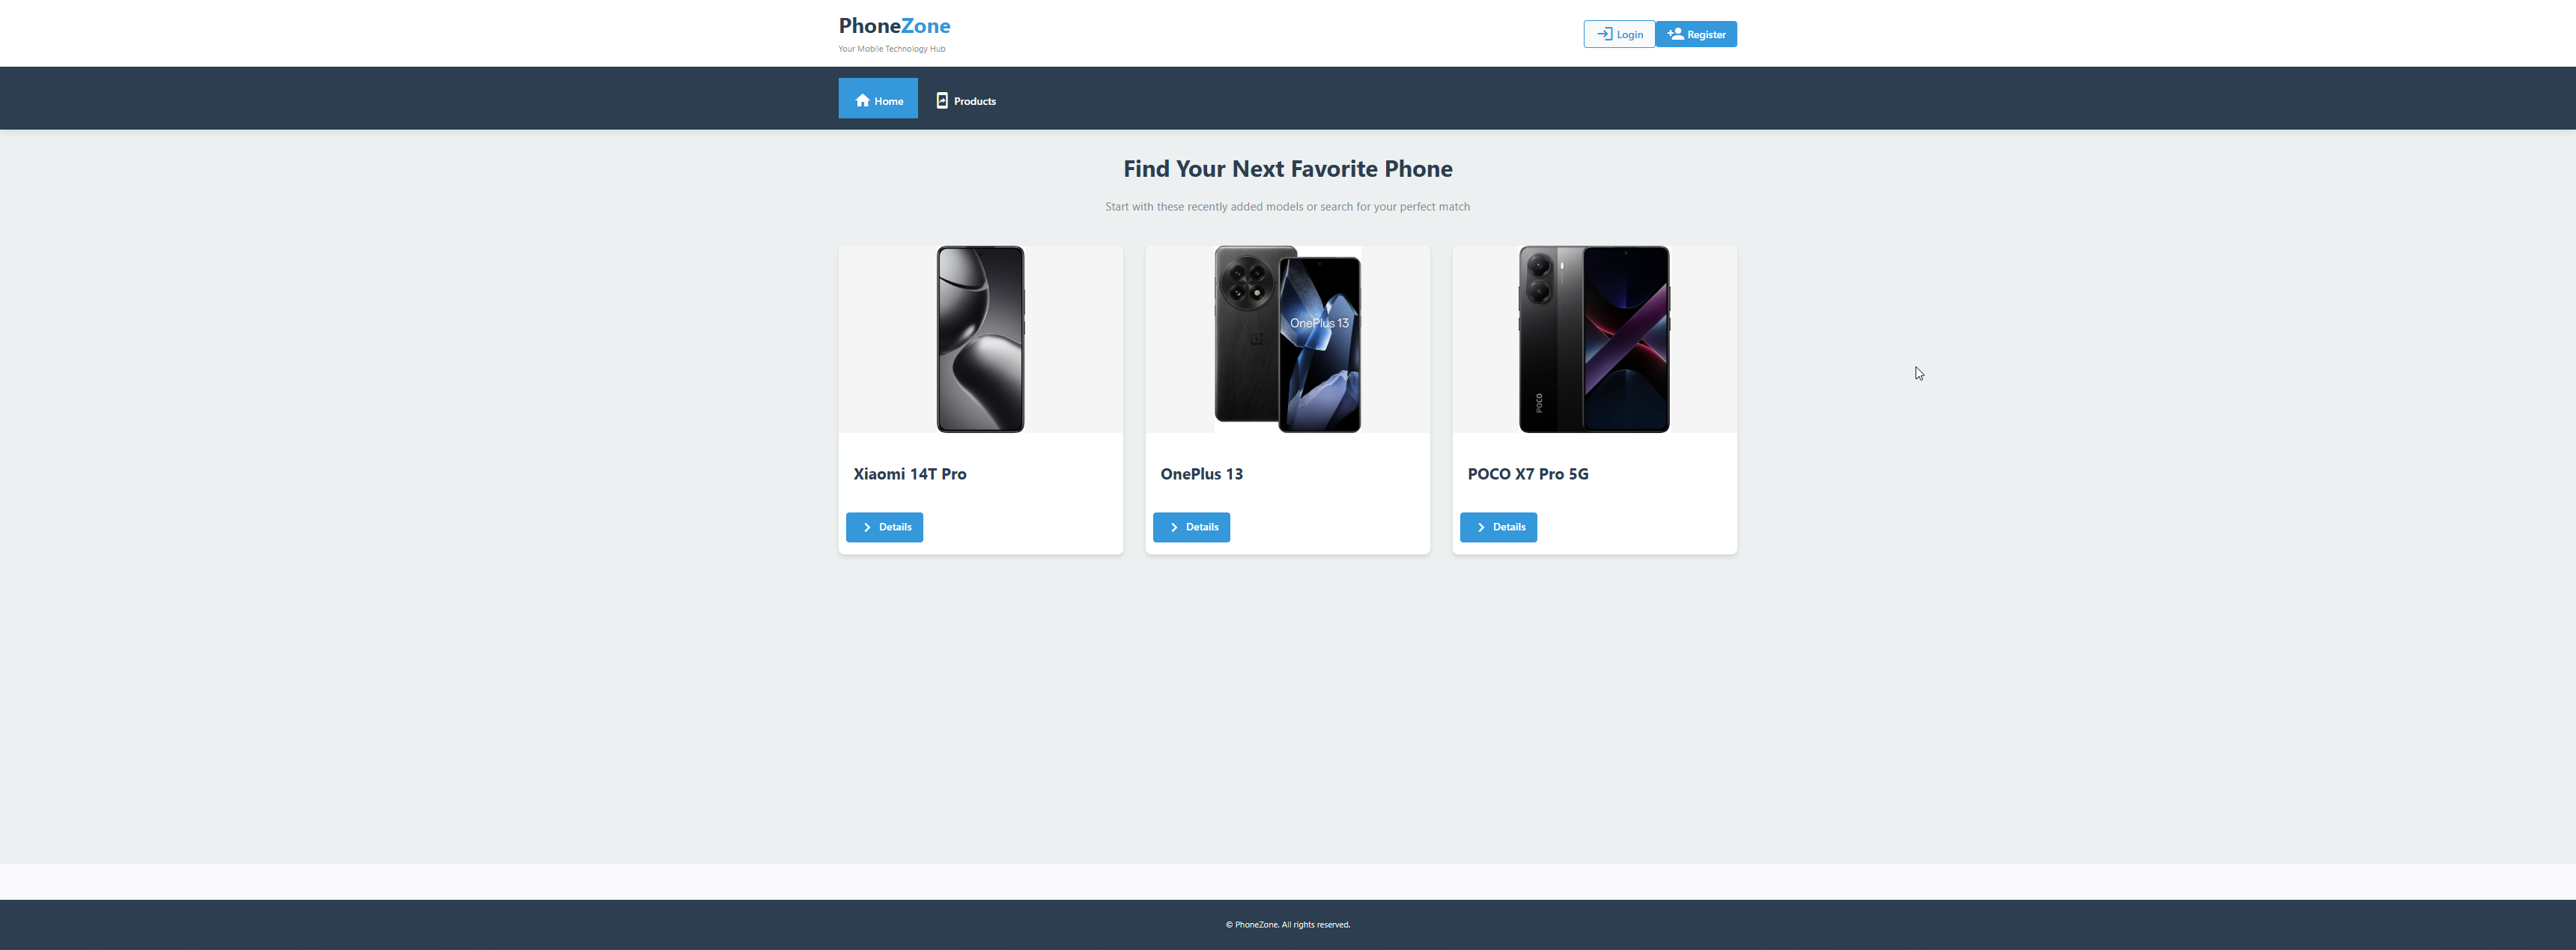 PhoneZone
Your Mobile Technology Hub
Login
Register
Home
Products
Find Your Next Favorite Phone
Start with these recently added models or search for your perfect match
OnePlus 13
POCO
Xiaomi 14T Pro
OnePlus 13
POCO X7 Pro 5G
Details
Details
Details
© PhoneZone. All rights reserved.